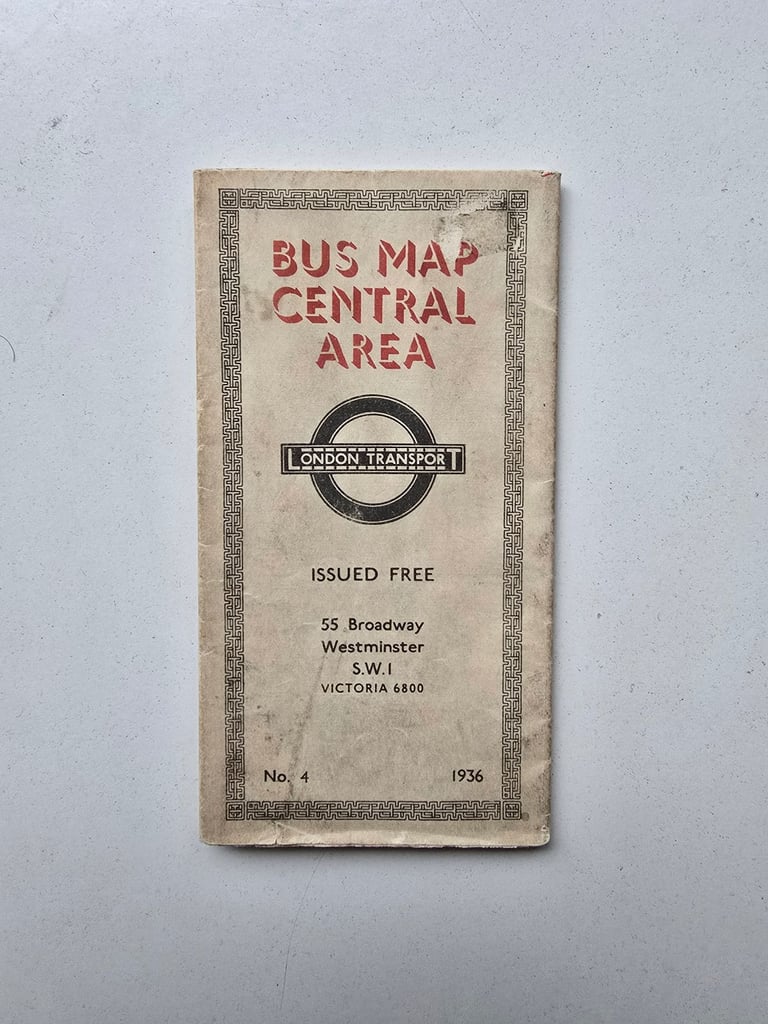 BUS MAP
CENTRAL
AREA
LONDON TRANSPORT
ISSUED FREE
55 Broadway
Westminster
S.W.1
VICTORIA 6800
No. 4 1936